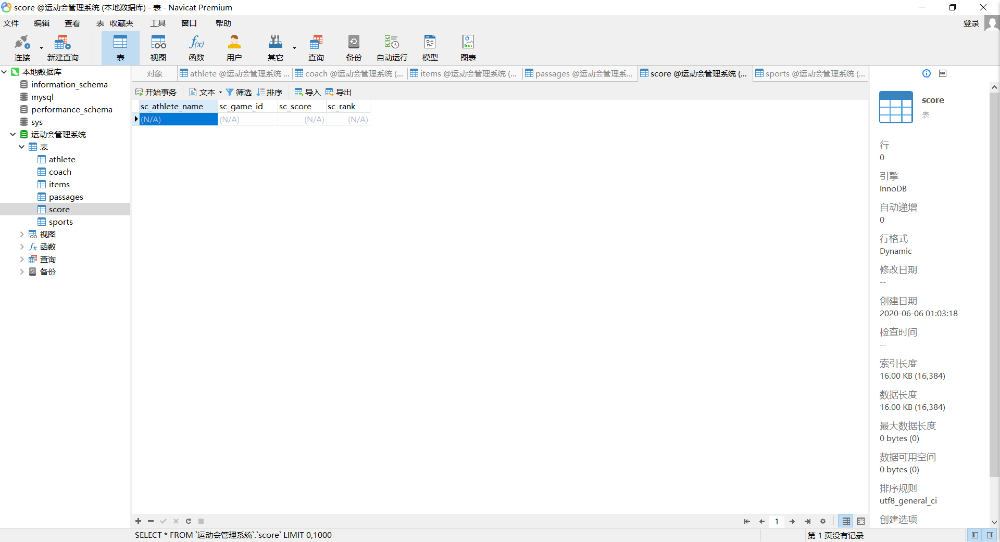 score @运动会管理系统 (本地数据库) - 表 - Navicat Premium
文件 编辑 查看 表 收藏夹 工具 窗口 帮助 登录
连接 新建查询 表 视图 函数 用户 其它 查询 备份 自动运行 模型 图表
本地数据库
information_schema
mysql
performance_schema
sys
运动会管理系统
表
athlete
coach
items
passages
score
sports
视图
函数
查询
备份
对象 athlete @运动会管理系统 ... coach @运动会管理系统 (... items @运动会管理系统 (... passages @运动会管理系... score @运动会管理系统 (... sports @运动会管理系统 (...
开始事务 文本 筛选 排序 导入 导出
sc_athlete_name sc_game_id sc_score sc_rank
(N/A) (N/A) (N/A) (N/A)
DDL
score
表
行
0
引擎
InnoDB
自动递增
0
行格式
Dynamic
修改日期
--
创建日期
2020-06-06 01:03:18
检查时间
--
索引长度
16.00 KB (16,384)
数据长度
16.00 KB (16,384)
最大数据长度
0 bytes (0)
数据可用空间
0 bytes (0)
排序规则
utf8_general_ci
创建选项
1
SELECT * FROM `运动会管理系统`.`score` LIMIT 0,1000
第 1 页没有记录